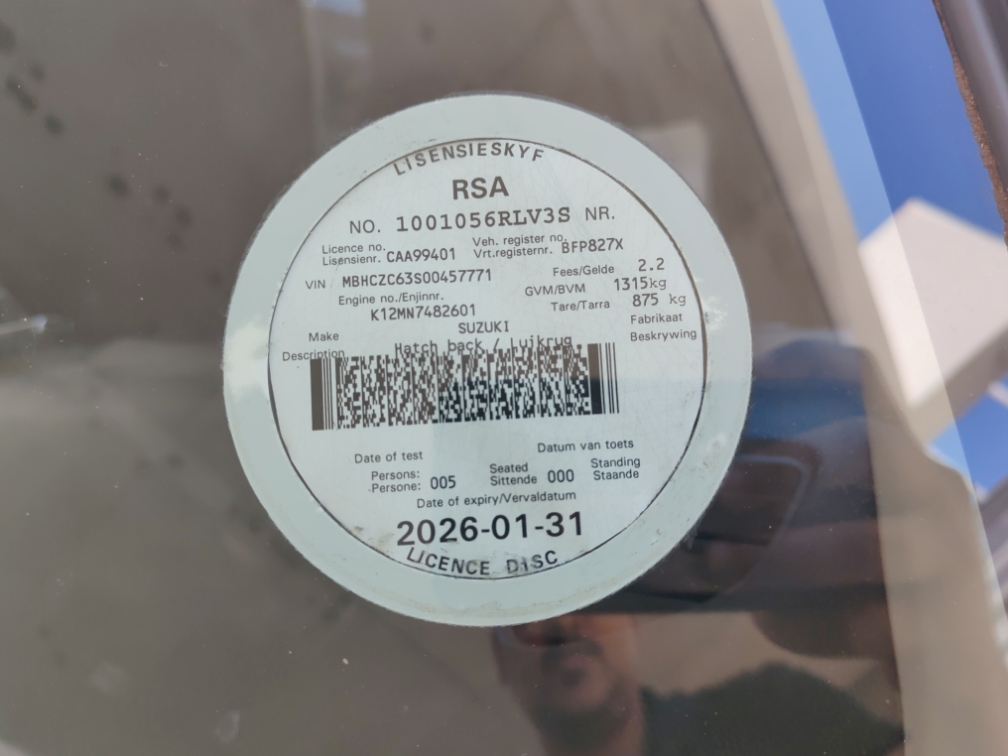 LISENSIESKYF
RSA
NO. 1001056RLV3S NR.
Licence no. Veh. register no.
Lisensienr. CAA99401 Vrt.registernr. BFP827X
VIN MBHCZC63S00457771 Fees/Gelde 2.2
Engine no./Enjinnr. GVM/BVM 1315kg
K12MN7482601 Tare/Tarra 875 kg
Make SUZUKI Fabrikaat
Description Hatch back / Luikrug Beskrywing
Date of test Datum van toets
Persons: Seated Standing
Persone: 005 Sittende 000 Staande
Date of expiry/Vervaldatum
2026-01-31
LICENCE DISC